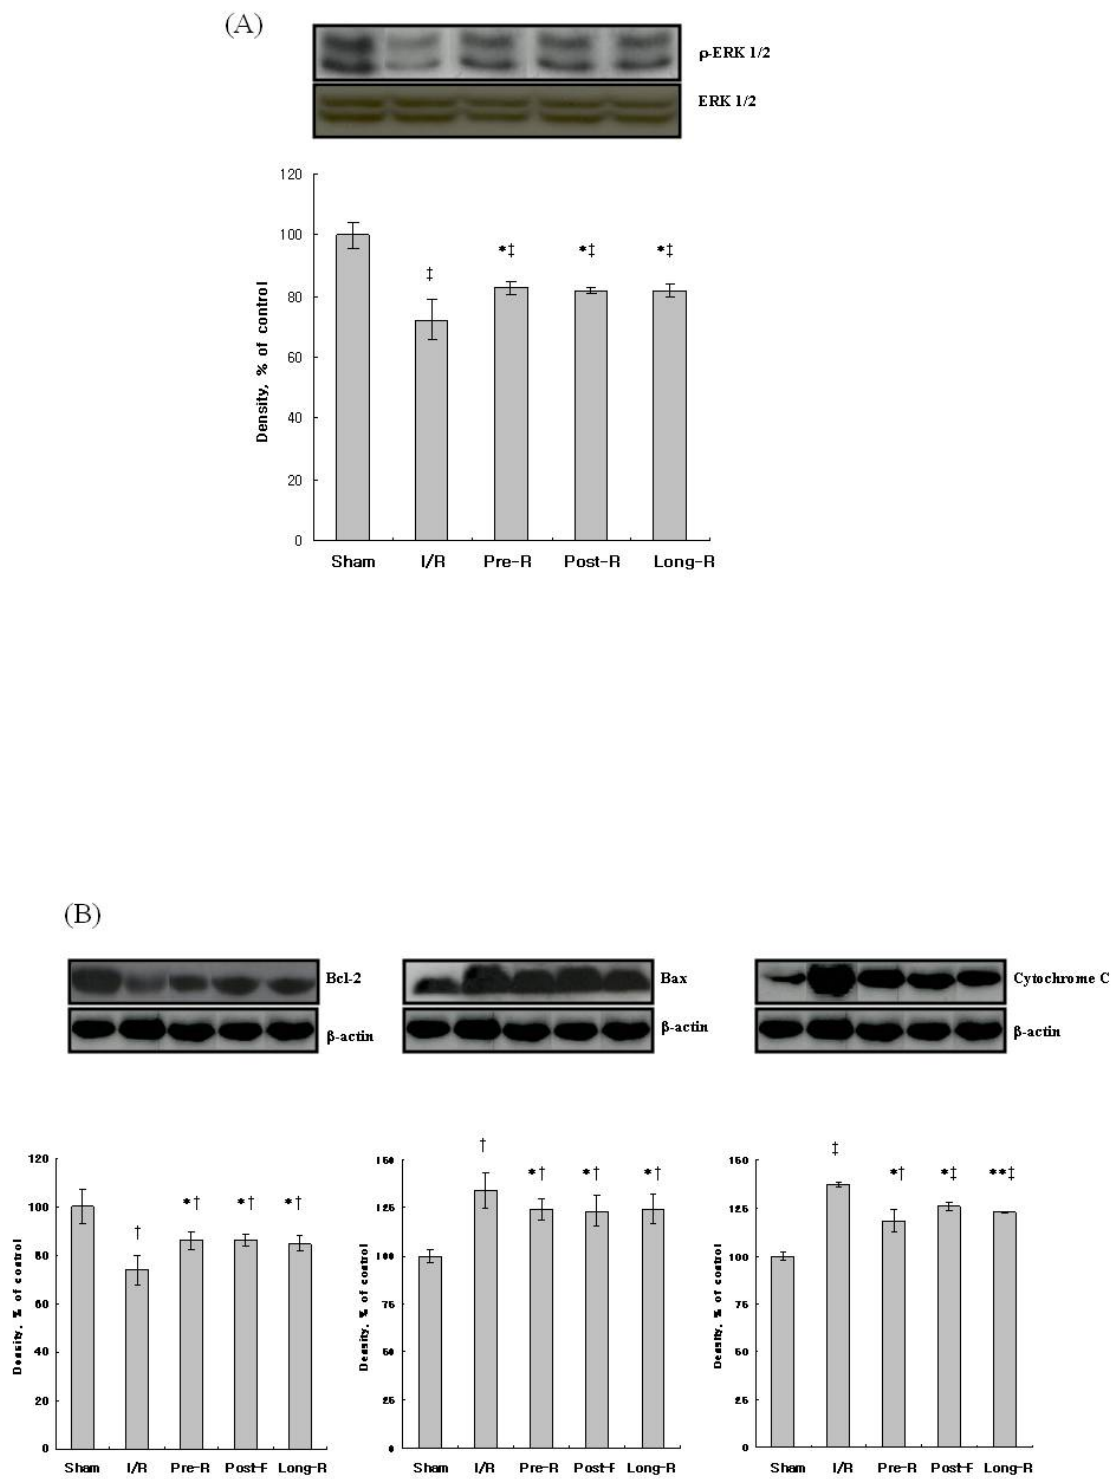 (A)
ρ-ERK 1/2
ERK 1/2
120
100
80
60
40
20
0
Density, % of control
‡
*‡
*‡
*‡
Sham I/R Pre-R Post-R Long-R
(B)
Bcl-2
β-actin
Bax
β-actin
Cytochrome C
β-actin
120
100
80
60
40
20
0
Density, % of control
†
*†
*†
*†
Sham I/R Pre-R Post-F Long-R
150
125
100
75
50
25
0
Density, % of control
†
*†
*†
*†
Sham I/R Pre-R Post-F Long-R
150
125
100
75
50
25
0
Density, % of control
‡
*†
*‡
**‡
Sham I/R Pre-R Post-F Long-R